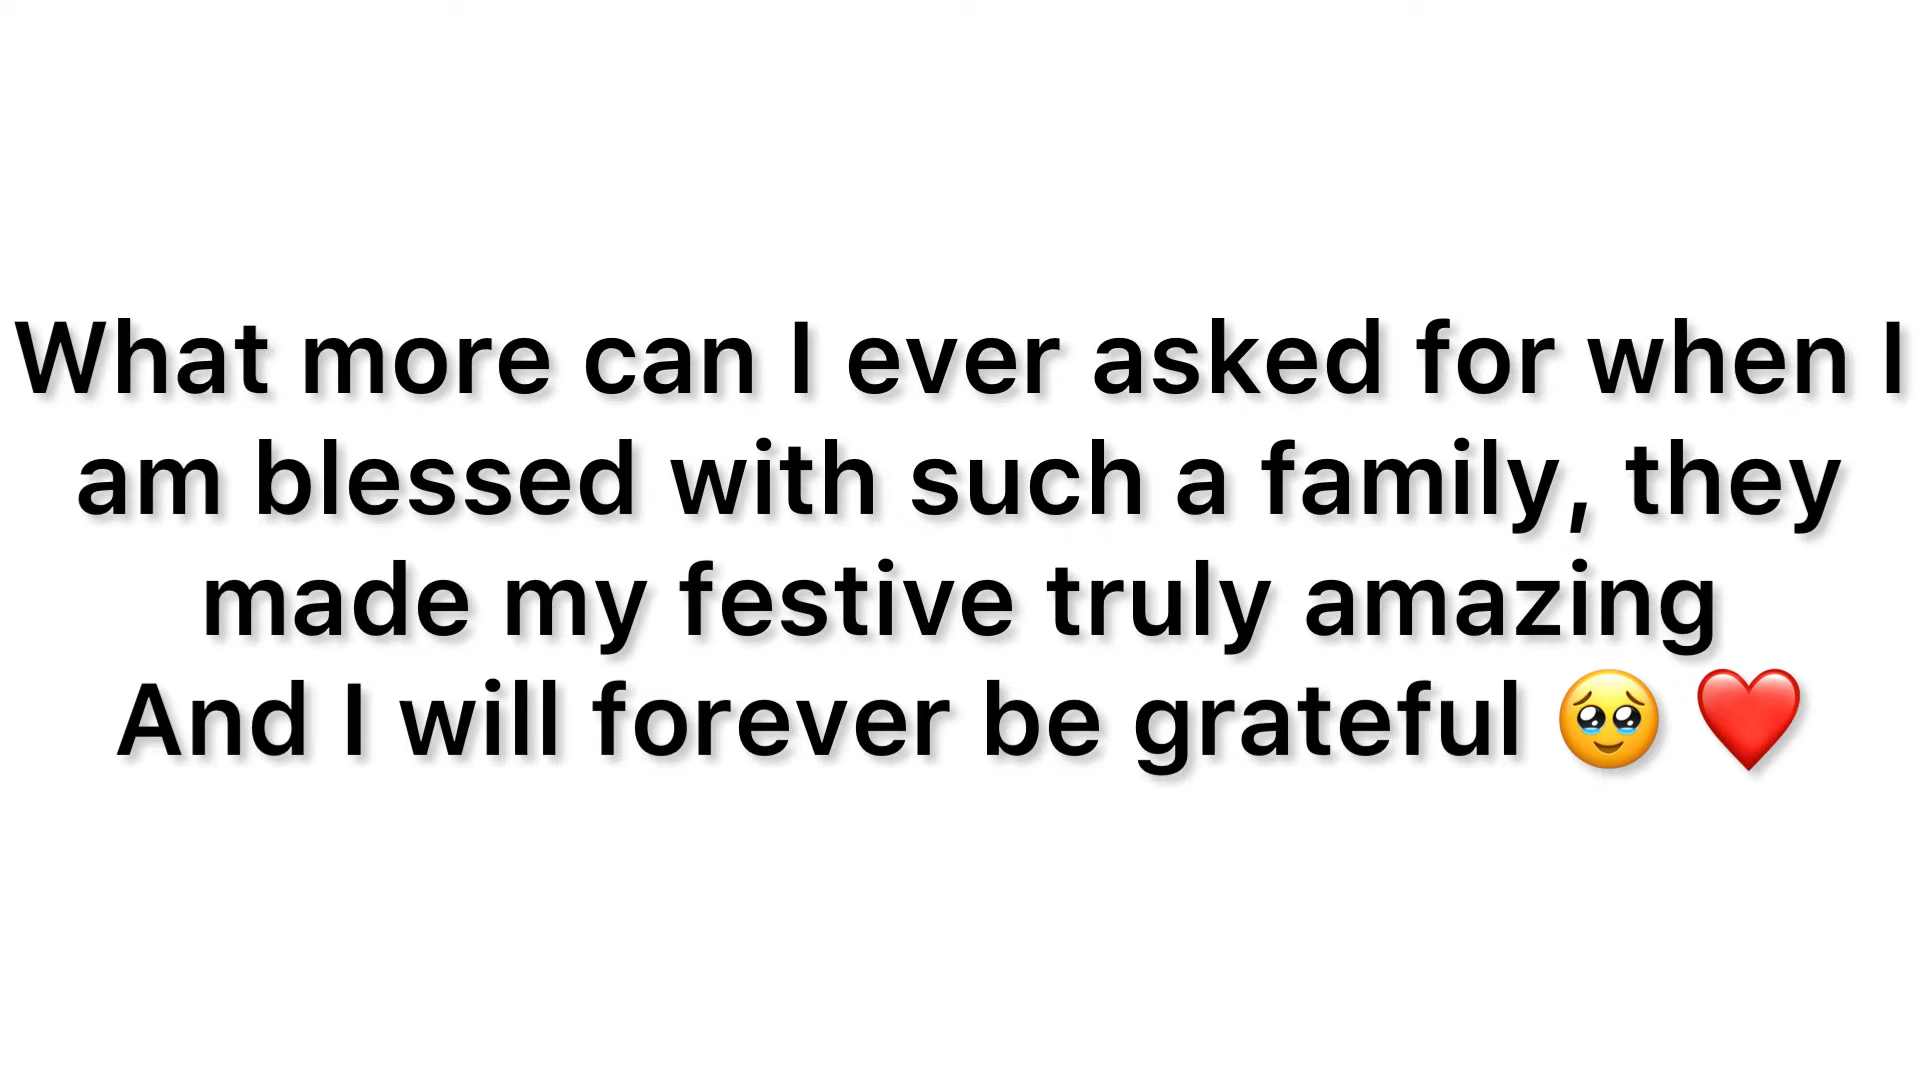 What more can I ever asked for when I
am blessed with such a family, they
made my festive truly amazing
And I will forever be grateful 🥹 ❤️